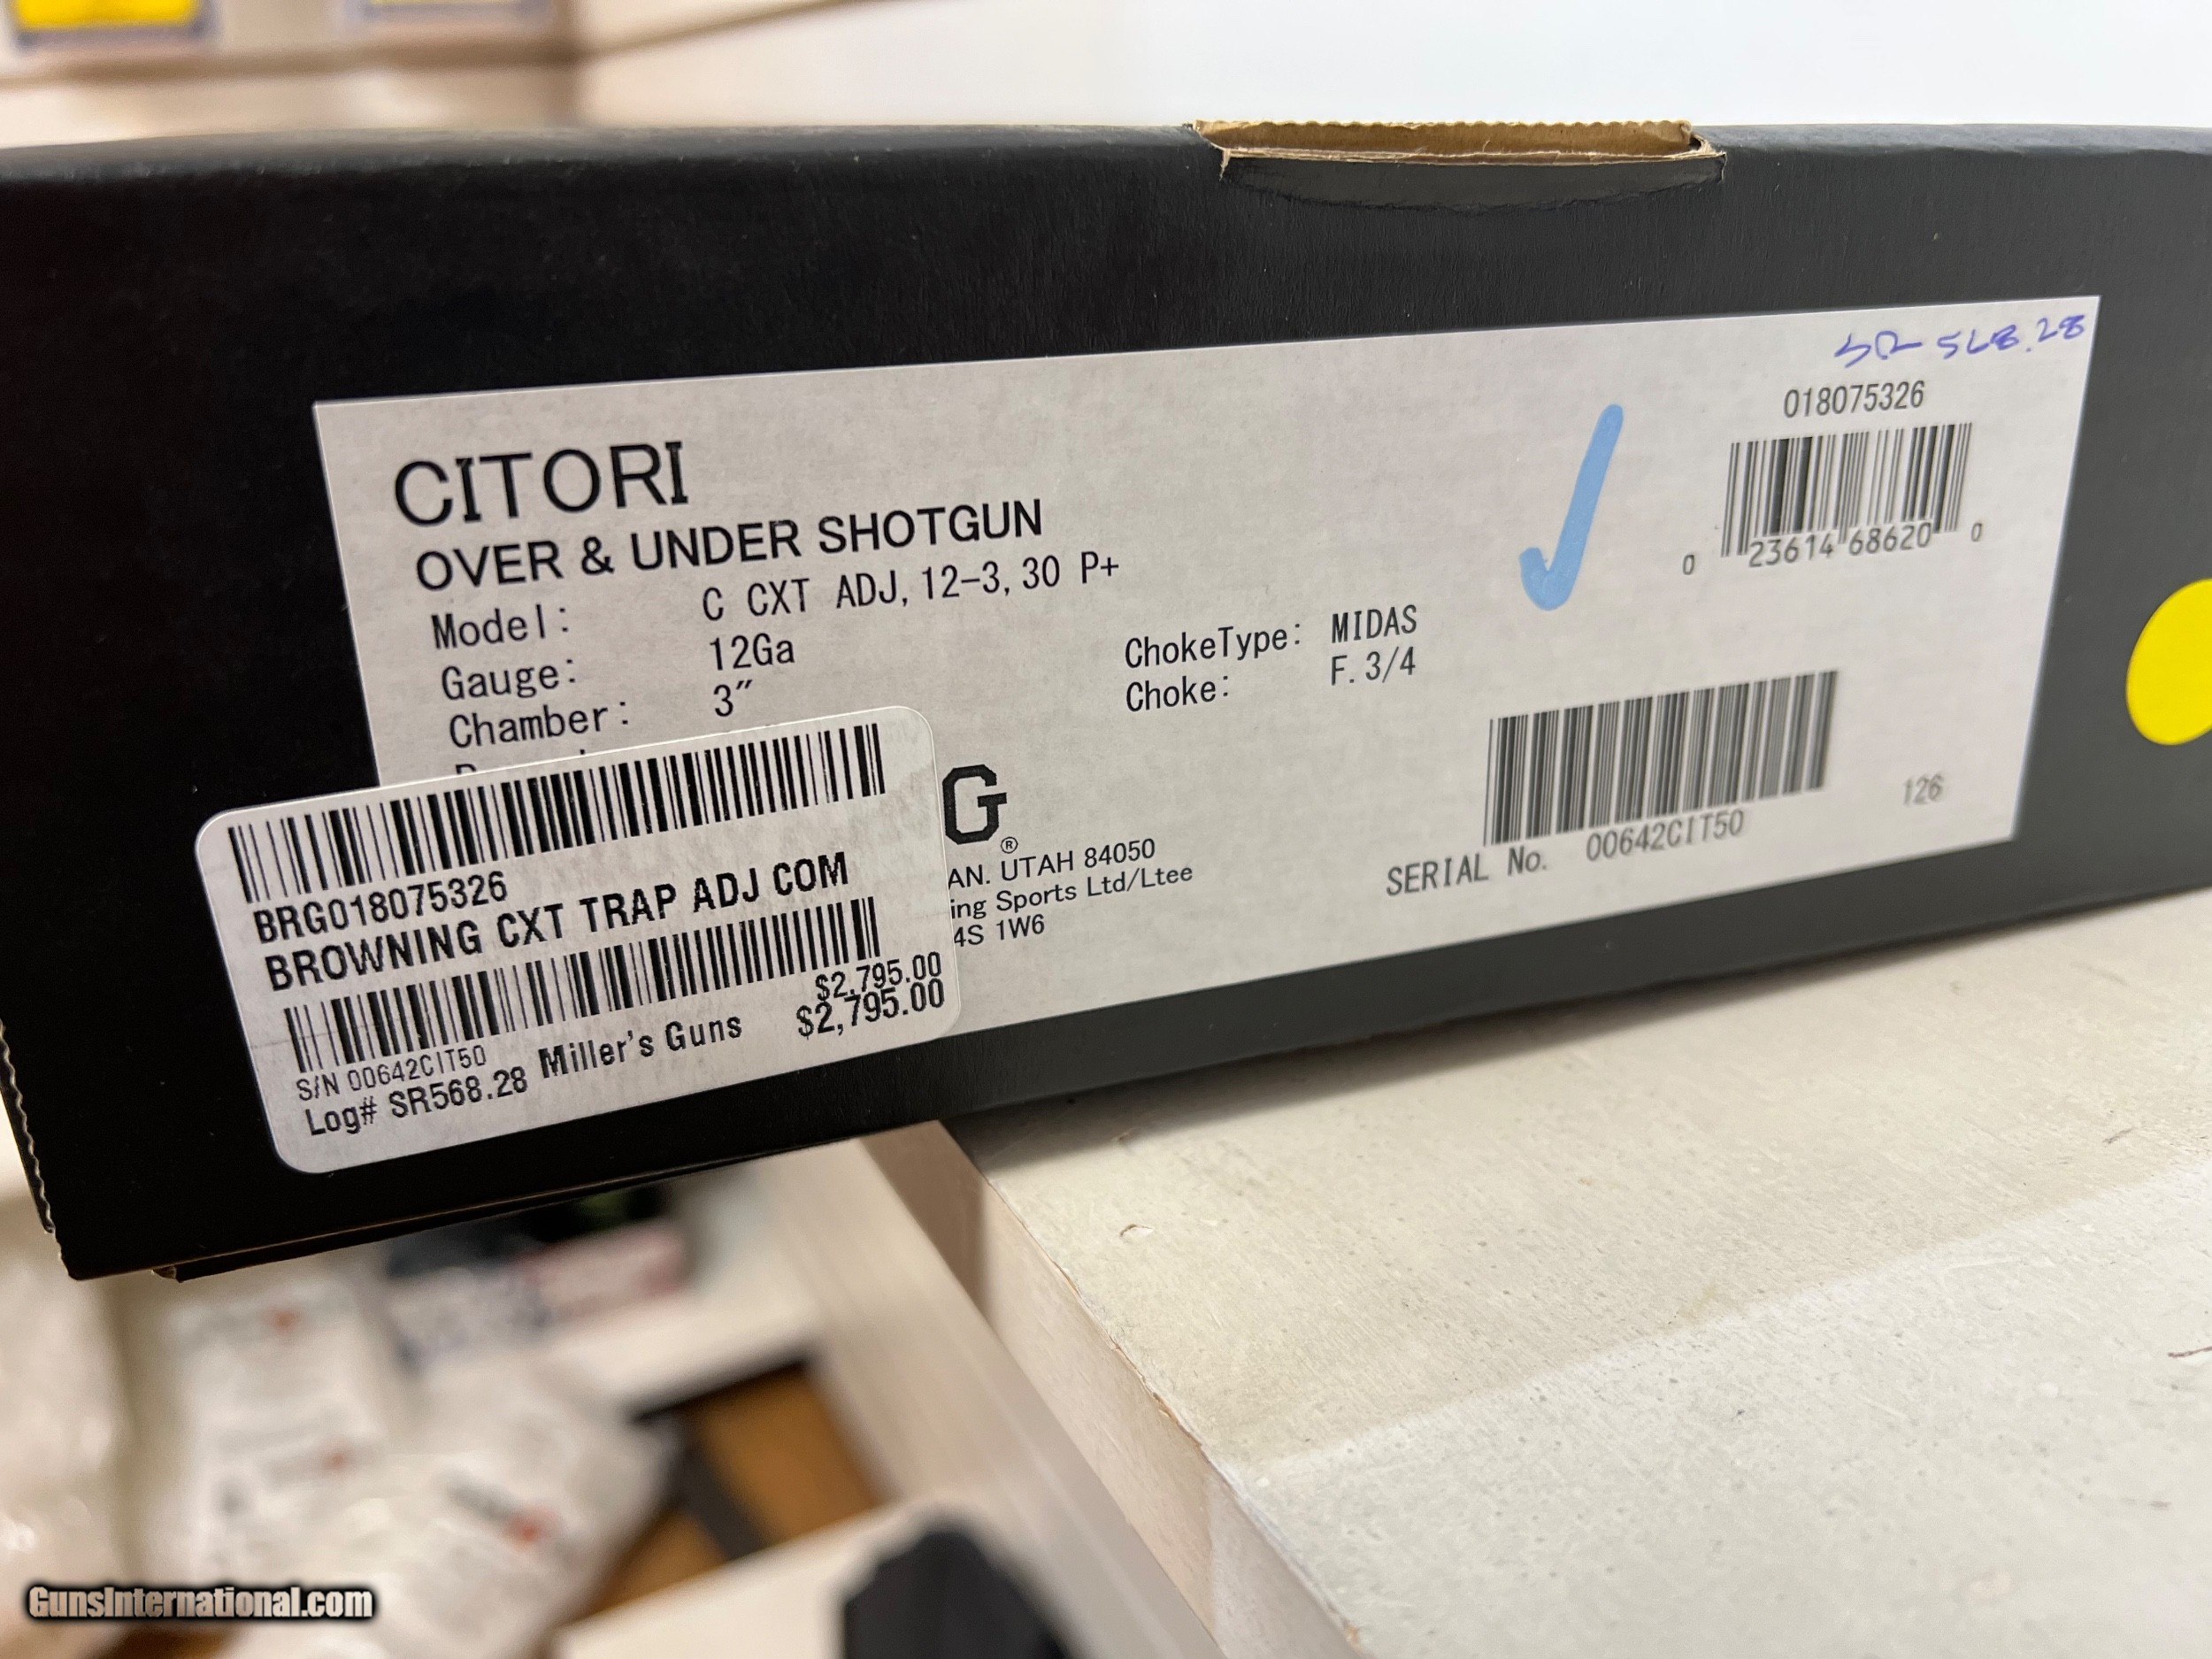 SR 568.28
018075326
0 23614 68620 0
CITORI
OVER & UNDER SHOTGUN
Model: C CXT ADJ, 12-3, 30 P+
Gauge: 12Ga
Chamber: 3"
ChokeType: MIDAS
Choke: F. 3/4
G®
AN. UTAH 84050
ing Sports Ltd/Ltee
4S 1W6
SERIAL No. 00642CIT50
126
BRG018075326
BROWNING CXT TRAP ADJ COM
$2,795.00
$2,795.00
S/N 00642CIT50
Log# SR568.28 Miller's Guns
GunsInternational.com